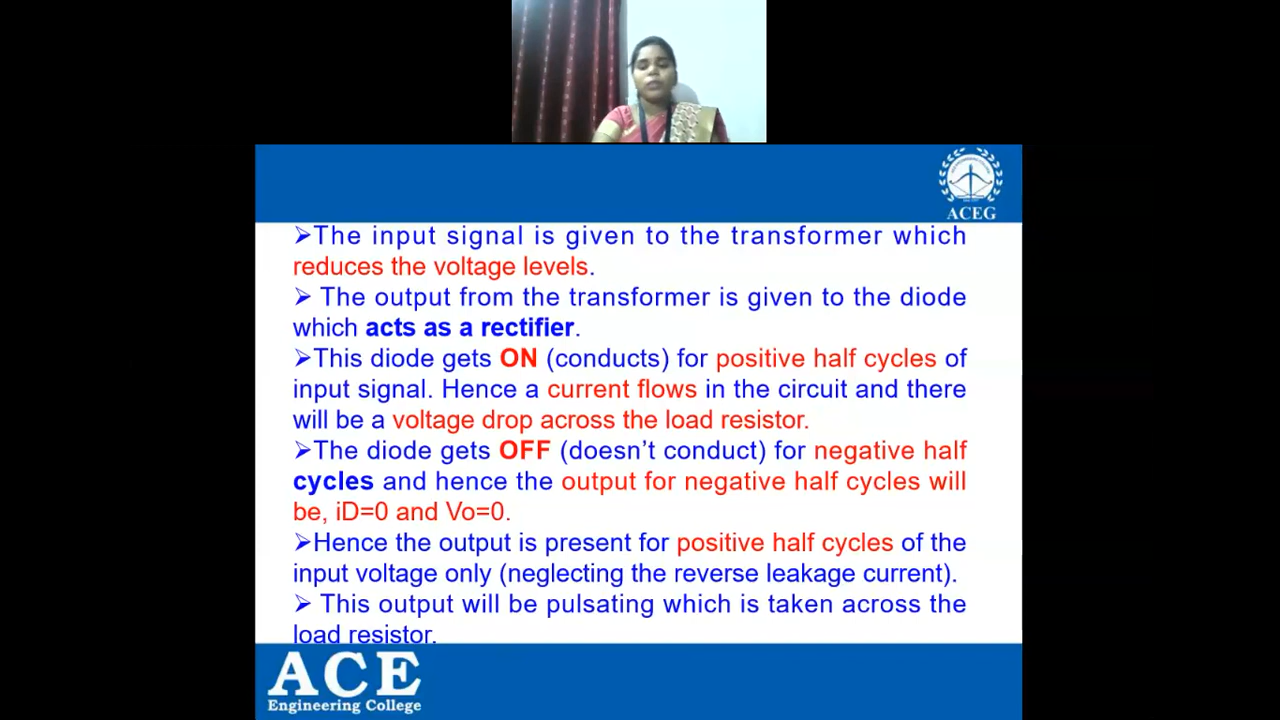 ACEG
➢The input signal is given to the transformer which
reduces the voltage levels.
➢ The output from the transformer is given to the diode
which acts as a rectifier.
➢This diode gets ON (conducts) for positive half cycles of
input signal. Hence a current flows in the circuit and there
will be a voltage drop across the load resistor.
➢The diode gets OFF (doesn’t conduct) for negative half
cycles and hence the output for negative half cycles will
be, iD=0 and Vo=0.
➢Hence the output is present for positive half cycles of the
input voltage only (neglecting the reverse leakage current).
➢ This output will be pulsating which is taken across the
load resistor.
ACE
Engineering College